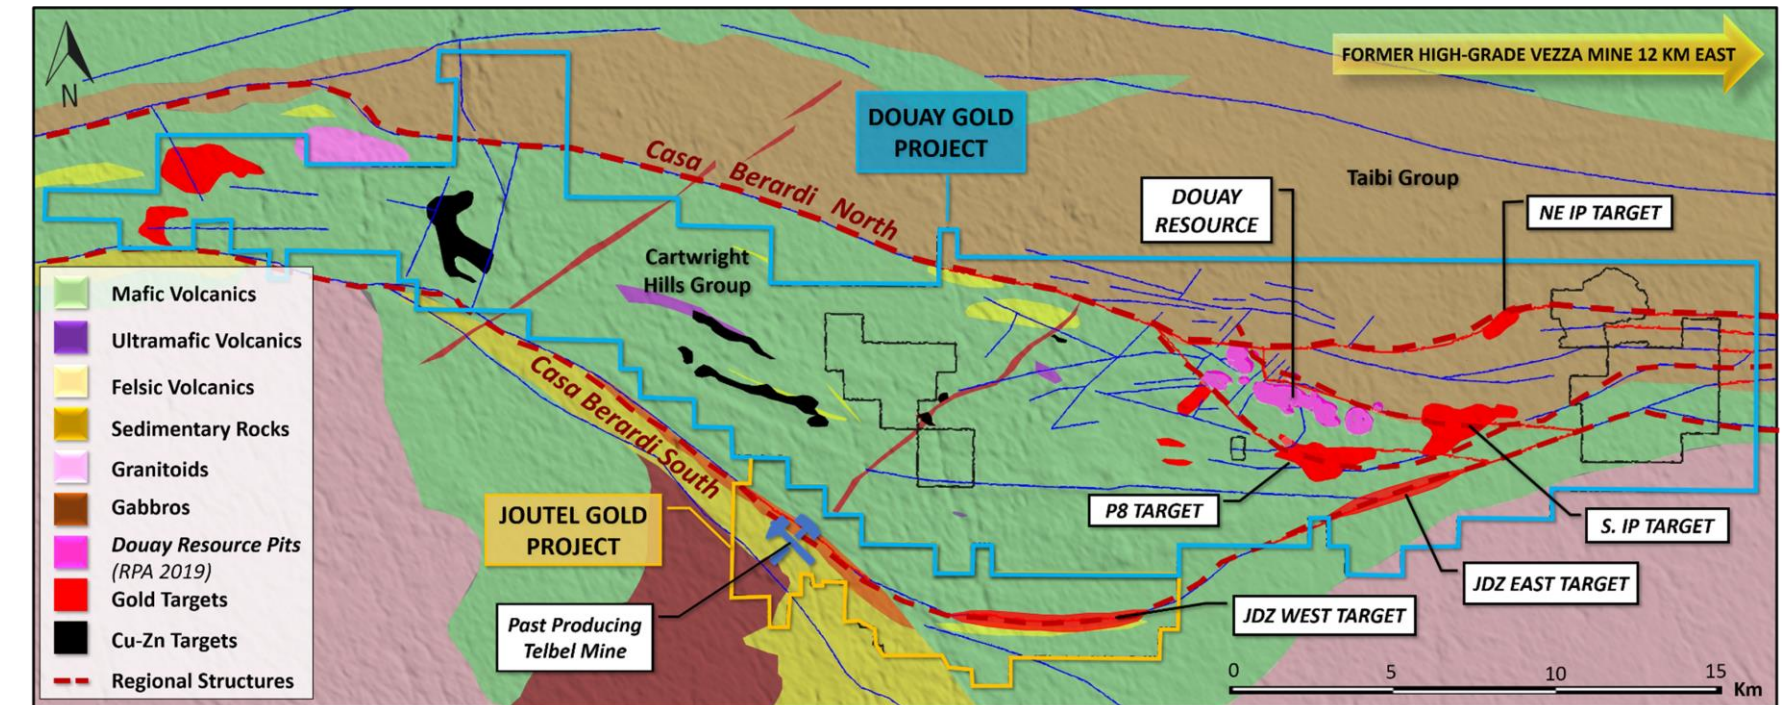 FORMER HIGH-GRADE VEZZA MINE 12 KM EAST
N
DOUAY GOLD
PROJECT
Casa Berardi North
Taibi Group
DOUAY
RESOURCE
NE IP TARGET
Cartwright
Hills Group
Mafic Volcanics
Ultramafic Volcanics
Felsic Volcanics
Sedimentary Rocks
Granitoids
Gabbros
Douay Resource Pits
(RPA 2019)
Gold Targets
Cu-Zn Targets
Regional Structures
Casa Berardi South
JOUTEL GOLD
PROJECT
P8 TARGET
S. IP TARGET
JDZ EAST TARGET
JDZ WEST TARGET
Past Producing
Telbel Mine
0 5 10 15
Km